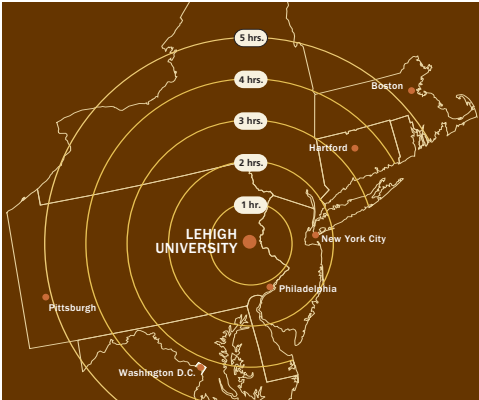 5 hrs.
4 hrs.
Boston
3 hrs.
Hartford
2 hrs.
1 hr.
LEHIGH
UNIVERSITY
New York City
Philadelphia
Pittsburgh
Washington D.C.